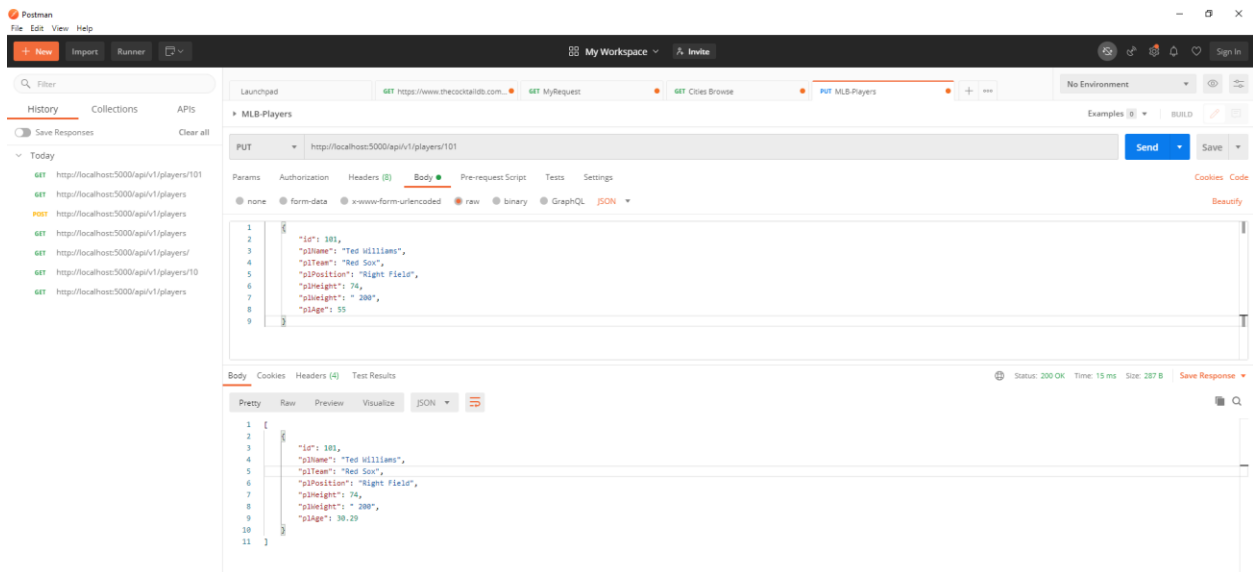 Postman
File Edit View Help
+ New Import Runner My Workspace Invite Sign In
Filter
History Collections APIs
Save Responses Clear all
Today
GET http://localhost:5000/api/v1/players/101
GET http://localhost:5000/api/v1/players
POST http://localhost:5000/api/v1/players
GET http://localhost:5000/api/v1/players
GET http://localhost:5000/api/v1/players/
GET http://localhost:5000/api/v1/players/10
GET http://localhost:5000/api/v1/players
Launchpad GET https://www.thecocktaildb.com... GET MyRequest GET Cities Browse PUT MLB-Players + ••• No Environment
MLB-Players Examples 0 BUILD
PUT http://localhost:5000/api/v1/players/101 Send Save
Params Authorization Headers (8) Body Pre-request Script Tests Settings Cookies Code
none form-data x-www-form-urlencoded raw binary GraphQL JSON Beautify
1 {
2 "id": 101,
3 "plName": "Ted Williams",
4 "plTeam": "Red Sox",
5 "plPosition": "Right Field",
6 "plHeight": 74,
7 "plWeight": " 200",
8 "plAge": 55
9 }
Body Cookies Headers (4) Test Results Status: 200 OK Time: 15 ms Size: 287 B Save Response
Pretty Raw Preview Visualize JSON
1 [
2 {
3 "id": 101,
4 "plName": "Ted Williams",
5 "plTeam": "Red Sox",
6 "plPosition": "Right Field",
7 "plHeight": 74,
8 "plWeight": " 200",
9 "plAge": 30.29
10 }
11 ]